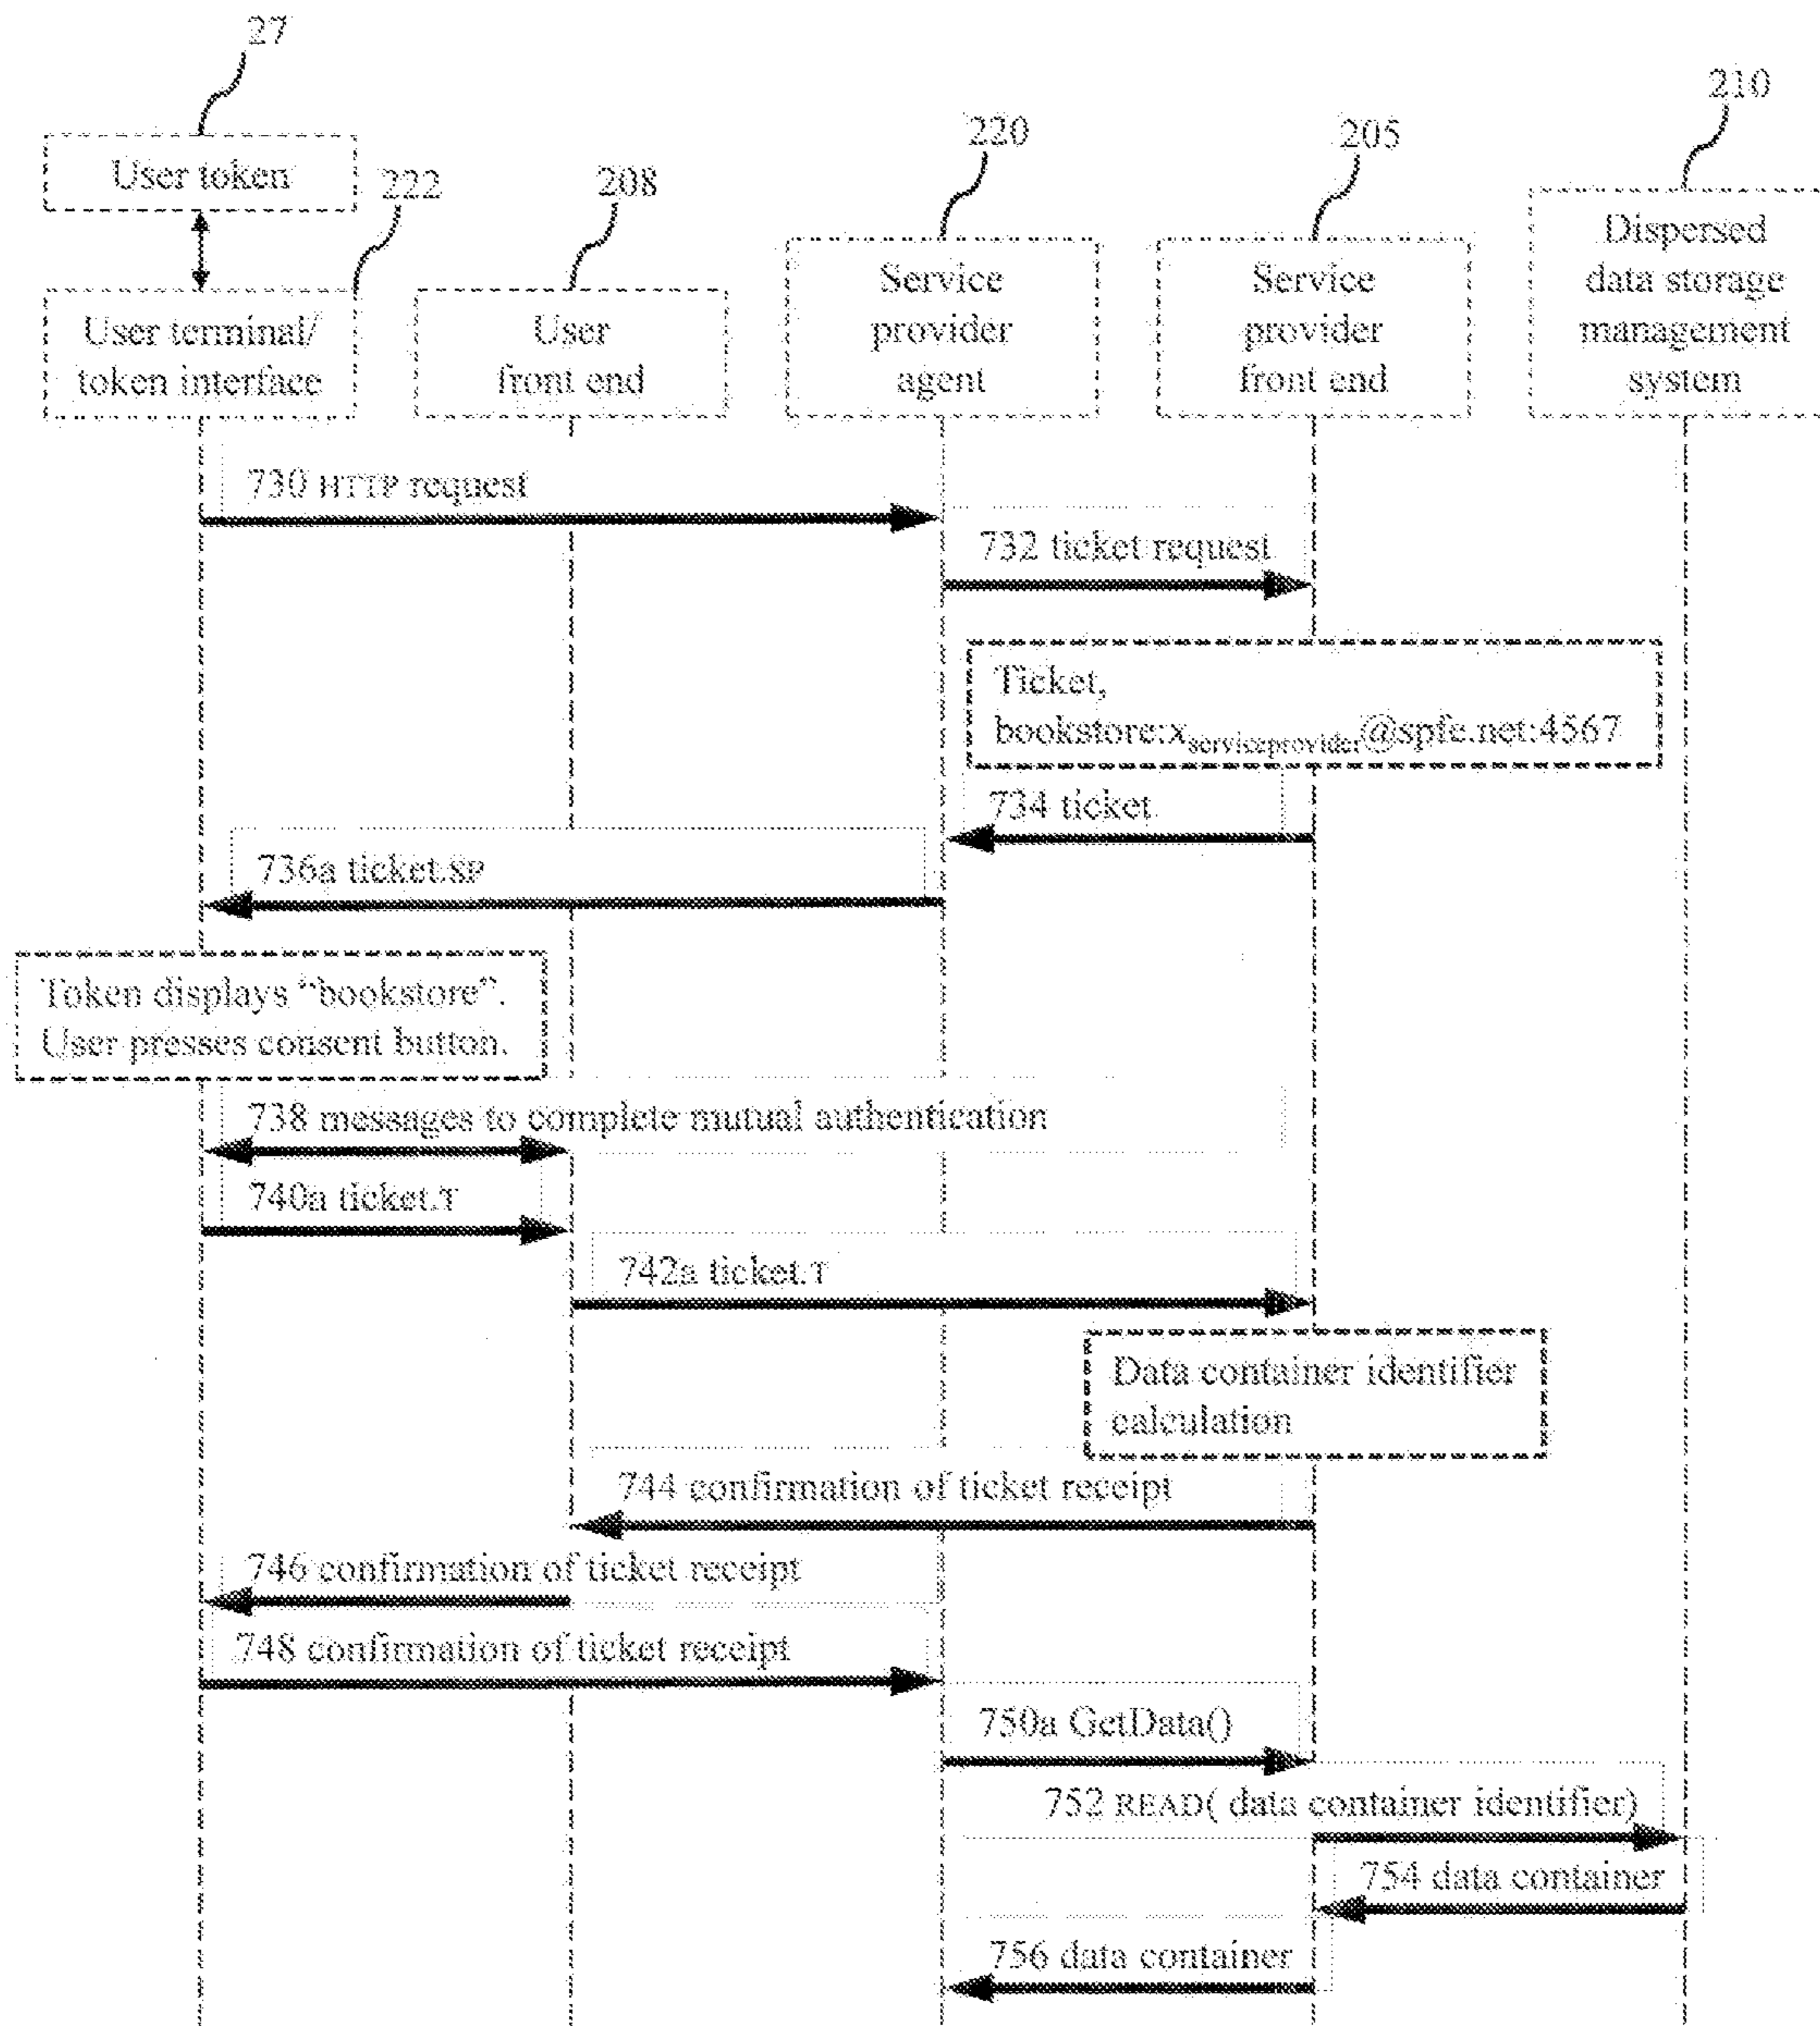 27
210
220
205
User token
222
208
Dispersed
data storage
management
system
Service
provider
agent
Service
provider
front end
User terminal/
token interface
User
front end
730 HTTP request
732 ticket request
Ticket,
bookstore:xserviceprovider@spfe.net:4567
734 ticket
736a ticket.SP
Token displays “bookstore”.
User presses consent button.
738 messages to complete mutual authentication
740a ticket.T
742a ticket.T
Data container identifier
calculation
744 confirmation of ticket receipt
746 confirmation of ticket receipt
748 confirmation of ticket receipt
750a GetData()
752 READ( data container identifier)
754 data container
756 data container